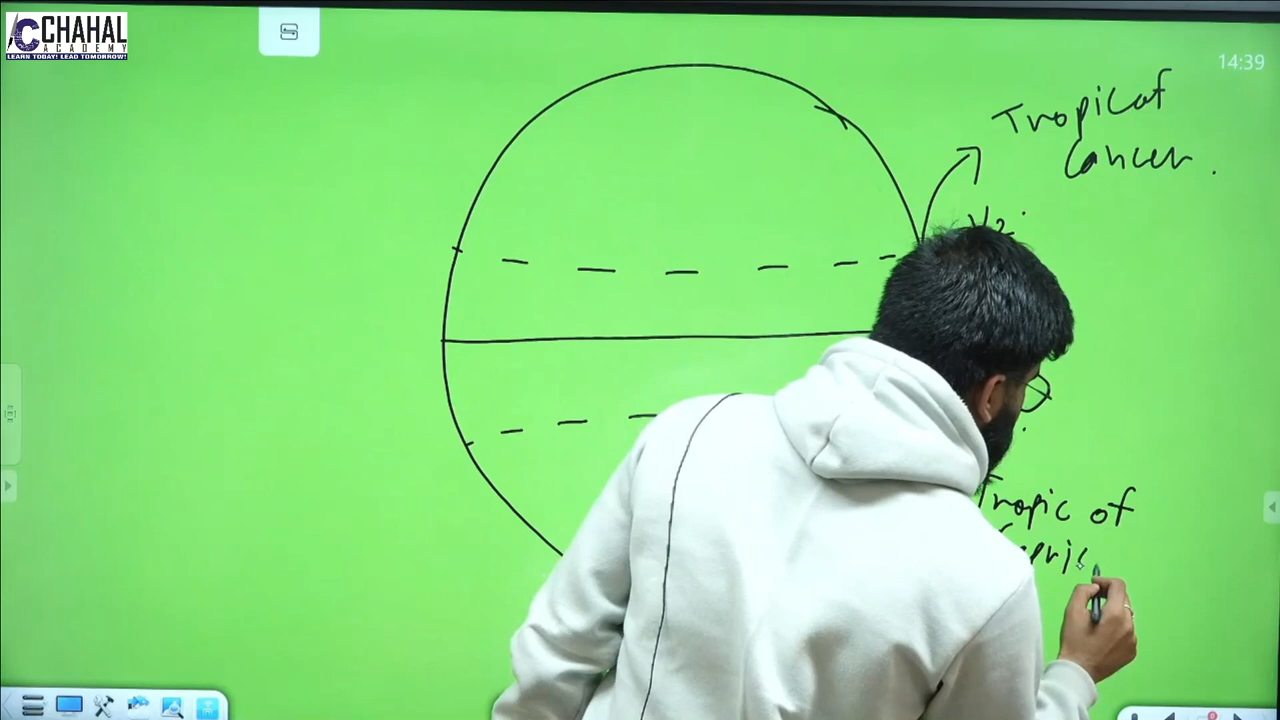 CHAHAL
ACADEMY
LEARN TODAY! LEAD TOMORROW!
14:39
Tropic of
Cancer.
Tropic of